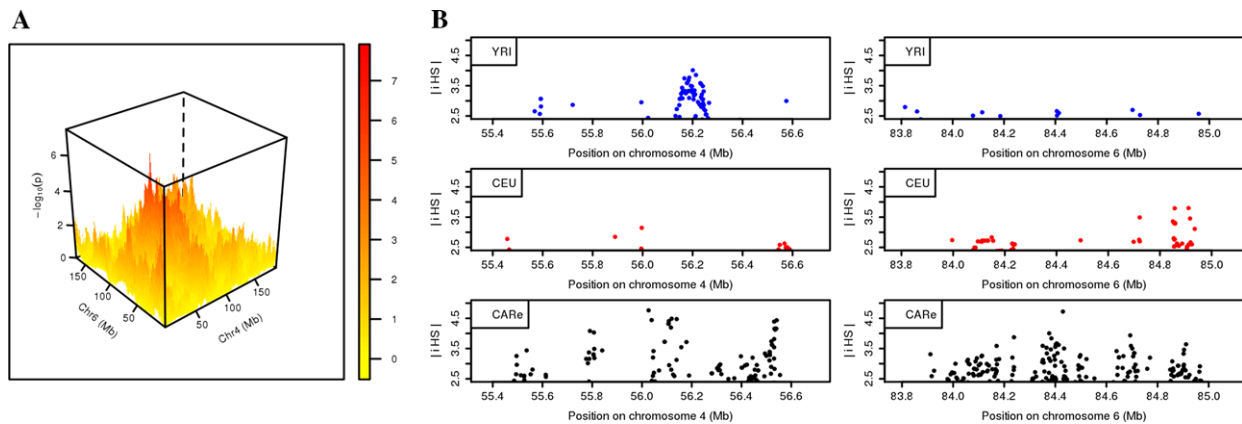 A
−log10(p)
6
4
2
0
150
100
50
Chr6 (Mb)
50
100
150
Chr4 (Mb)
7
6
5
4
3
2
1
0
B
YRI
| iHS |
4.5
3.5
2.5
55.4 55.6 55.8 56.0 56.2 56.4 56.6
Position on chromosome 4 (Mb)
YRI
| iHS |
4.5
3.5
2.5
83.8 84.0 84.2 84.4 84.6 84.8 85.0
Position on chromosome 6 (Mb)
CEU
| iHS |
4.5
3.5
2.5
55.4 55.6 55.8 56.0 56.2 56.4 56.6
Position on chromosome 4 (Mb)
CEU
| iHS |
4.5
3.5
2.5
83.8 84.0 84.2 84.4 84.6 84.8 85.0
Position on chromosome 6 (Mb)
CARe
| iHS |
4.5
3.5
2.5
55.4 55.6 55.8 56.0 56.2 56.4 56.6
Position on chromosome 4 (Mb)
CARe
| iHS |
4.5
3.5
2.5
83.8 84.0 84.2 84.4 84.6 84.8 85.0
Position on chromosome 6 (Mb)